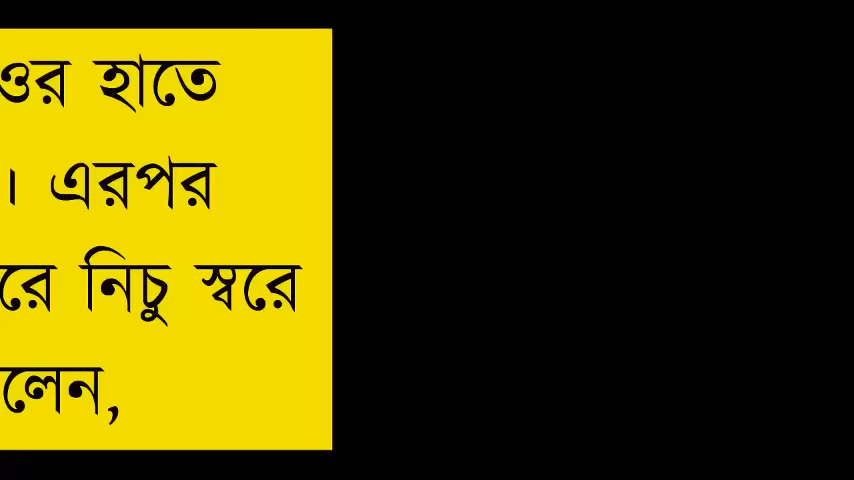 ওর হাতে
। এরপর
রে নিচু স্বরে
লেন,